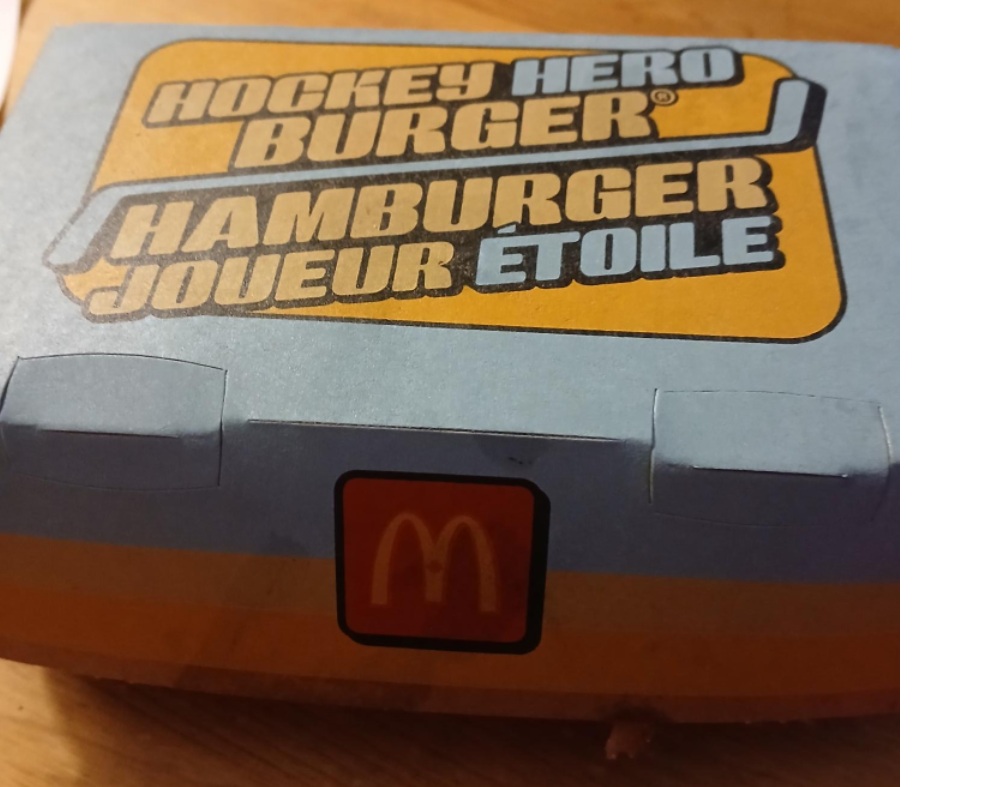 HOCKEY HERO
BURGER®
HAMBURGER
JOUEUR ÉTOILE
M